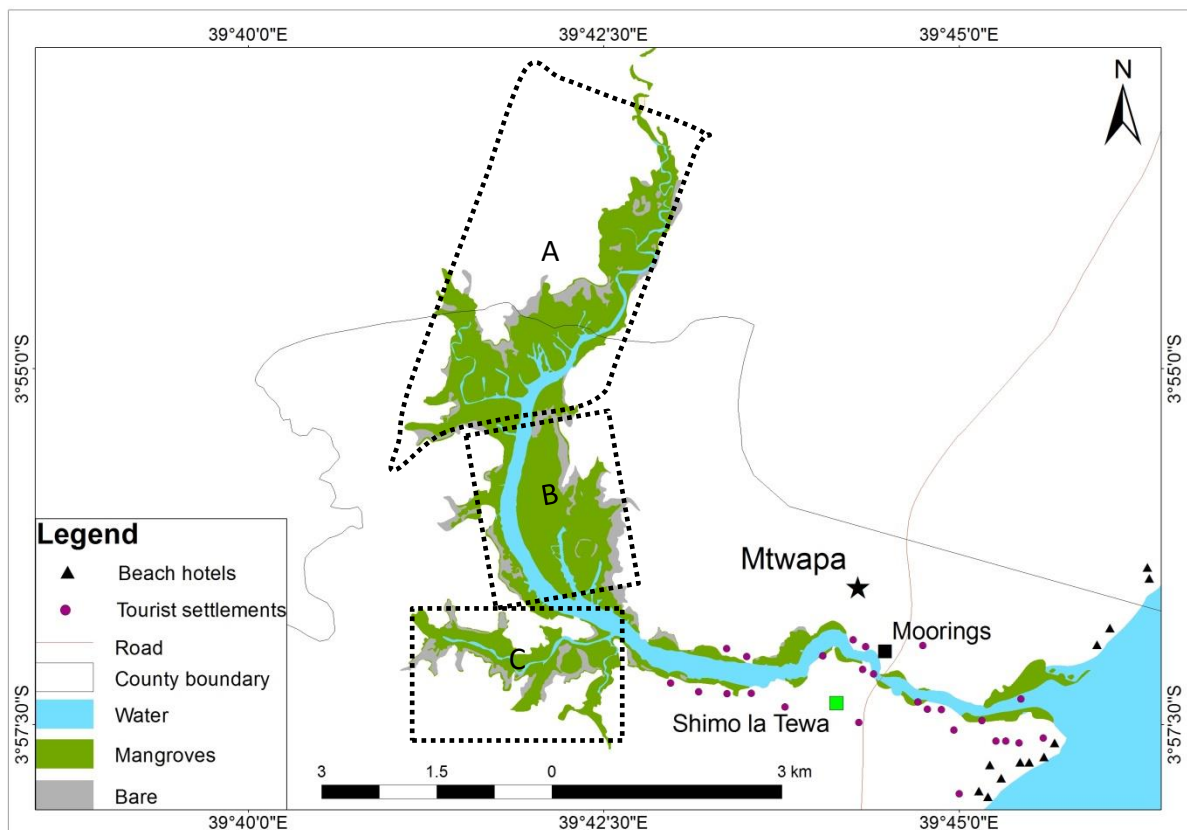 39°40'0"E 39°42'30"E 39°45'0"E
N
A
3°55'0"S 3°55'0"S
B
Legend
Beach hotels
Tourist settlements
Road
County boundary
Water
Mangroves
Bare
Mtwapa
Moorings
C
Shimo la Tewa
3°57'30"S 3°57'30"S
3 1.5 0 3 km
39°40'0"E 39°42'30"E 39°45'0"E